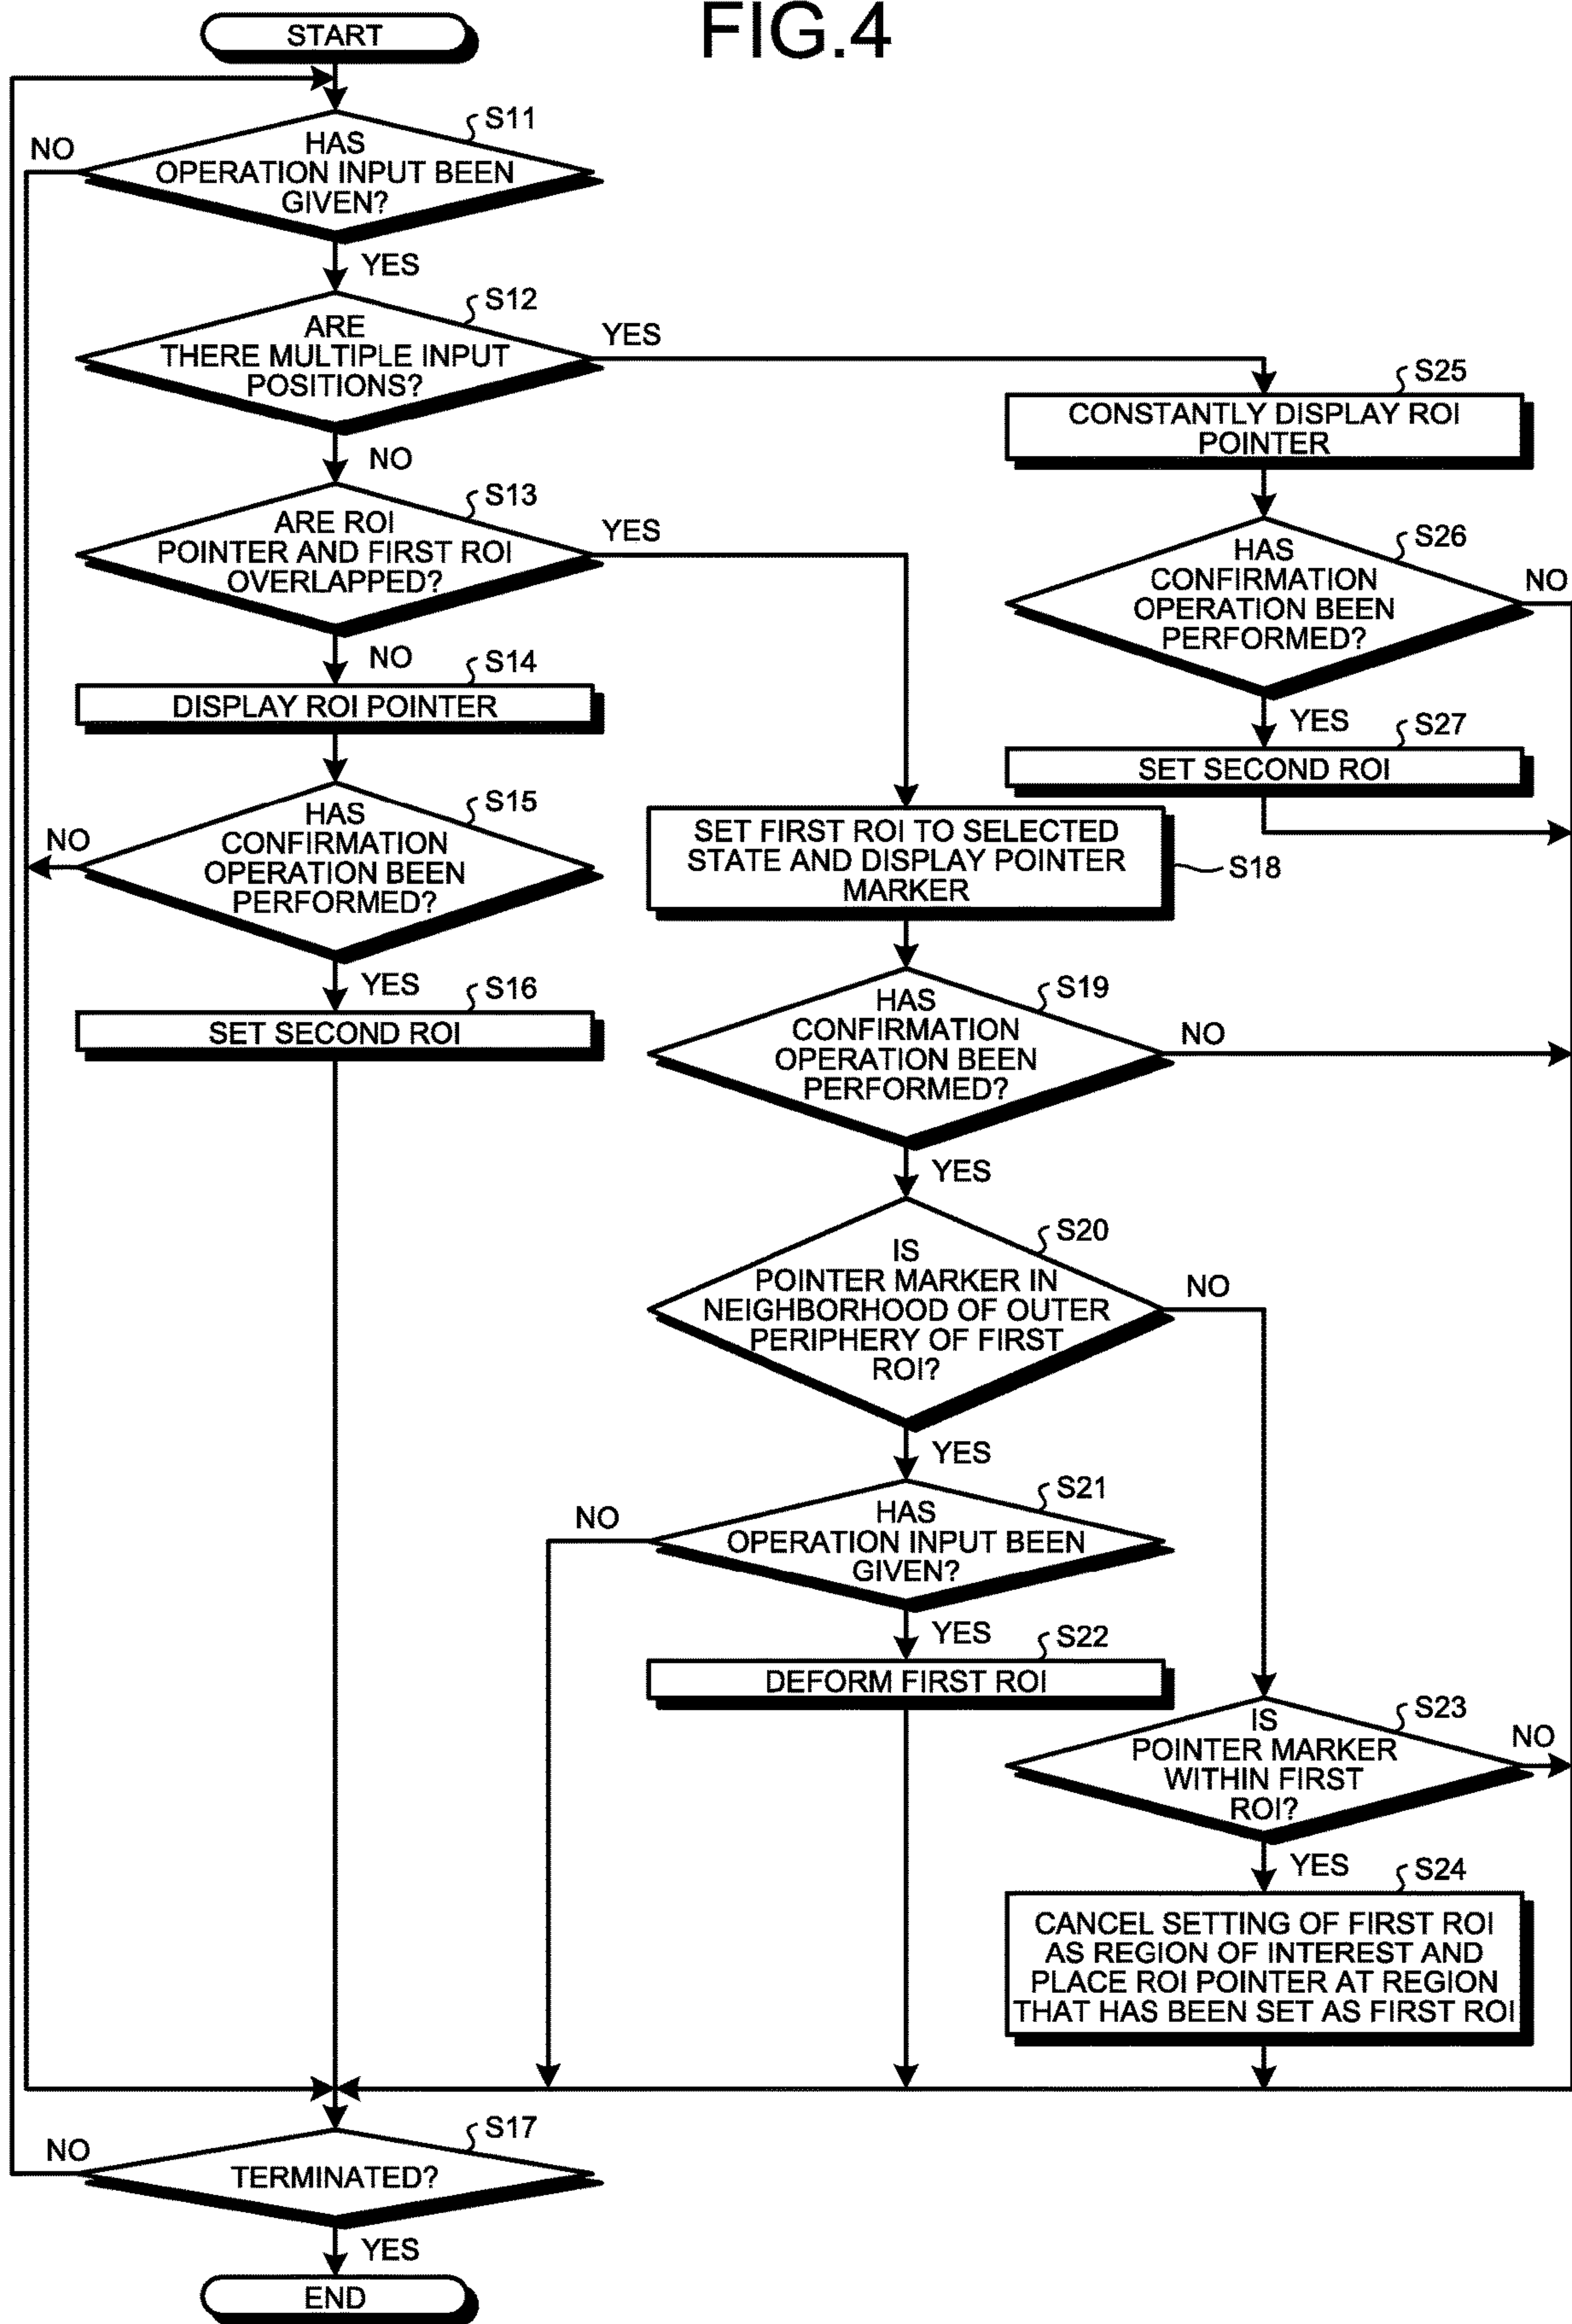 FIG.4
START
S11
HAS
OPERATION INPUT BEEN
GIVEN?
NO
YES
S12
ARE
THERE MULTIPLE INPUT
POSITIONS?
YES
NO
S13
ARE ROI
POINTER AND FIRST ROI
OVERLAPPED?
YES
NO
S14
DISPLAY ROI POINTER
S15
HAS
CONFIRMATION
OPERATION BEEN
PERFORMED?
NO
YES
S16
SET SECOND ROI
S25
CONSTANTLY DISPLAY ROI
POINTER
S26
HAS
CONFIRMATION
OPERATION BEEN
PERFORMED?
NO
YES
S27
SET SECOND ROI
SET FIRST ROI TO SELECTED
STATE AND DISPLAY POINTER
MARKER
S18
S19
HAS
CONFIRMATION
OPERATION BEEN
PERFORMED?
NO
YES
S20
IS
POINTER MARKER IN
NEIGHBORHOOD OF OUTER
PERIPHERY OF FIRST
ROI?
NO
YES
S21
HAS
OPERATION INPUT BEEN
GIVEN?
NO
YES
S22
DEFORM FIRST ROI
S23
IS
POINTER MARKER
WITHIN FIRST
ROI?
NO
YES
S24
CANCEL SETTING OF FIRST ROI
AS REGION OF INTEREST AND
PLACE ROI POINTER AT REGION
THAT HAS BEEN SET AS FIRST ROI
S17
TERMINATED?
NO
YES
END